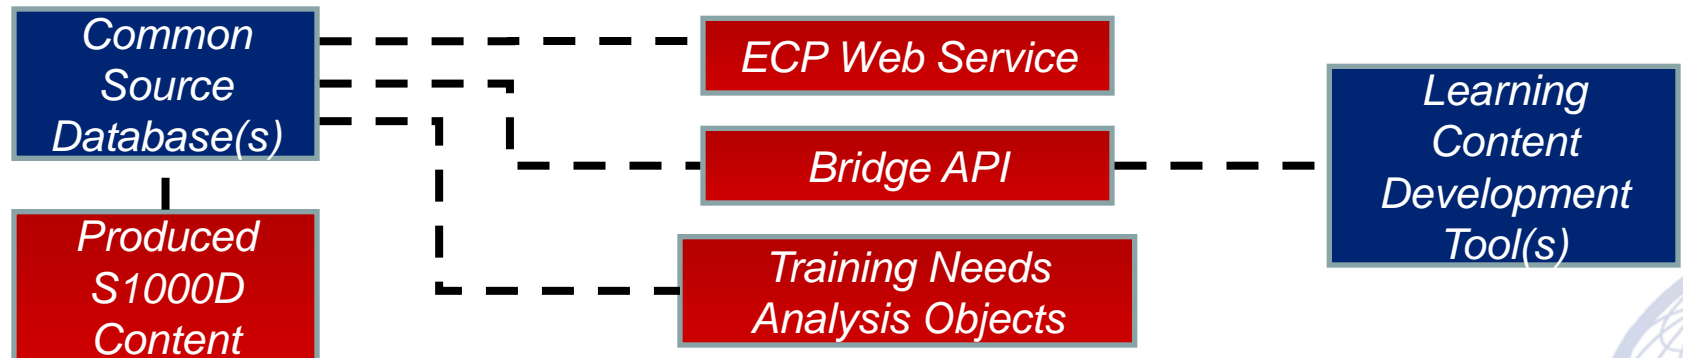 Common
Source
Database(s)
ECP Web Service
Bridge API
Learning
Content
Development
Tool(s)
Produced
S1000D
Content
Training Needs
Analysis Objects